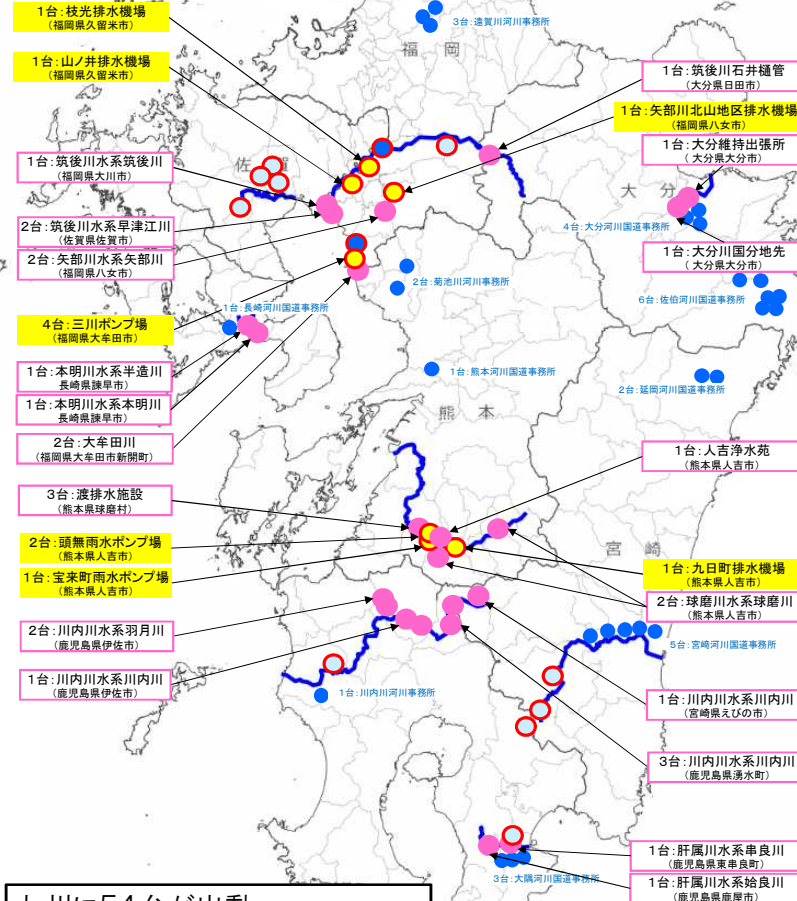 1台:枝光排水機場
(福岡県久留米市)
3台:遠賀川河川事務所
福岡
1台:山ノ井排水機場
(福岡県久留米市)
1台:筑後川石井樋管
(大分県日田市)
1台:矢部川北山地区排水機場
(福岡県八女市)
1台:大分維持出張所
(大分県大分市)
1台:筑後川水系筑後川
(福岡県大川市)
佐賀
大分
2台:筑後川水系早津江川
(佐賀県佐賀市)
4台:大分河川国道事務所
2台:矢部川水系矢部川
(福岡県八女市)
1台:大分川国分地先
(大分県大分市)
2台:菊池川河川事務所
6台:佐伯河川国道事務所
1台:長崎河川国道事務所
4台:三川ポンプ場
(福岡県大牟田市)
1台:本明川水系半造川
長崎県諫早市)
1台:熊本河川国道事務所
2台:延岡河川国道事務所
1台:本明川水系本明川
長崎県諫早市)
熊本
2台:大牟田川
(福岡県大牟田市新開町)
1台:人吉浄水苑
(熊本県人吉市)
3台:渡排水施設
(熊本県球磨村)
2台:頭無雨水ポンプ場
(熊本県人吉市)
宮崎
1台:宝来町雨水ポンプ場
(熊本県人吉市)
1台:九日町排水機場
(熊本県人吉市)
2台:球磨川水系球磨川
(熊本県人吉市)
2台:川内川水系羽月川
(鹿児島県伊佐市)
5台:宮崎河川国道事務所
1台:川内川水系川内川
(鹿児島県伊佐市)
1台:川内川河川事務所
1台:川内川水系川内川
(宮崎県えびの市)
3台:川内川水系川内川
(鹿児島県湧水町)
1台:肝属川水系串良川
(鹿児島県東串良町)
3台:大隅河川国道事務所
1台:肝属川水系姶良川
(鹿児島県鹿屋市)